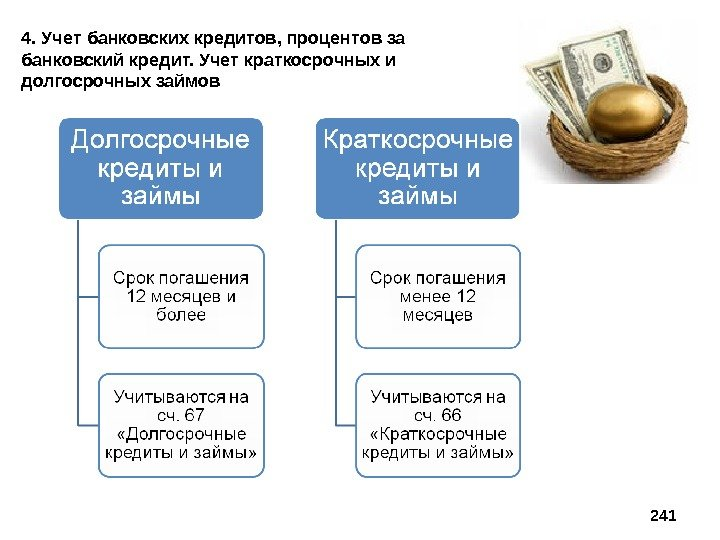 4. Учет банковских кредитов, процентов за
банковский кредит. Учет краткосрочных и
долгосрочных займов
Долгосрочные
кредиты и
займы
Срок погашения
12 месяцев и
более
Учитываются на
сч. 67
«Долгосрочные
кредиты и займы»
Краткосрочные
кредиты и
займы
Срок погашения
менее 12
месяцев
Учитываются на
сч. 66
«Краткосрочные
кредиты и займы»
241